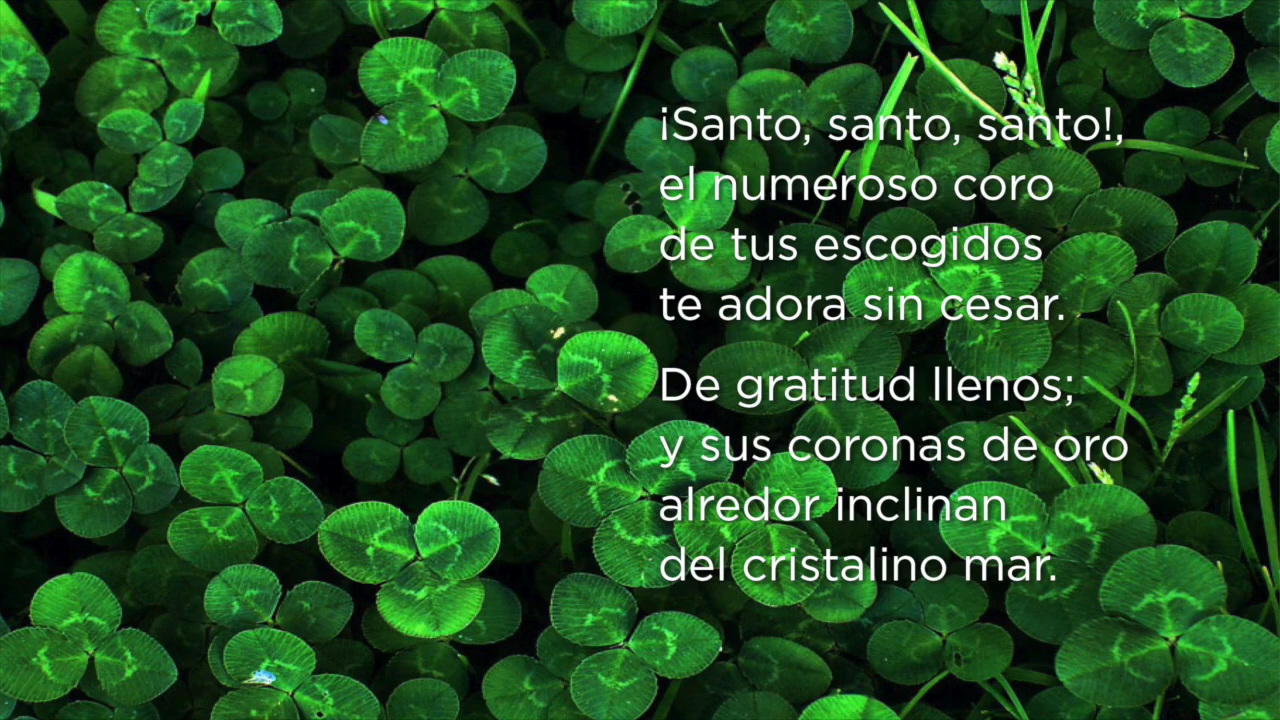 ¡Santo, santo, santo!,
el numeroso coro
de tus escogidos
te adora sin cesar.
De gratitud llenos;
y sus coronas de oro
alredor inclinan
del cristalino mar.